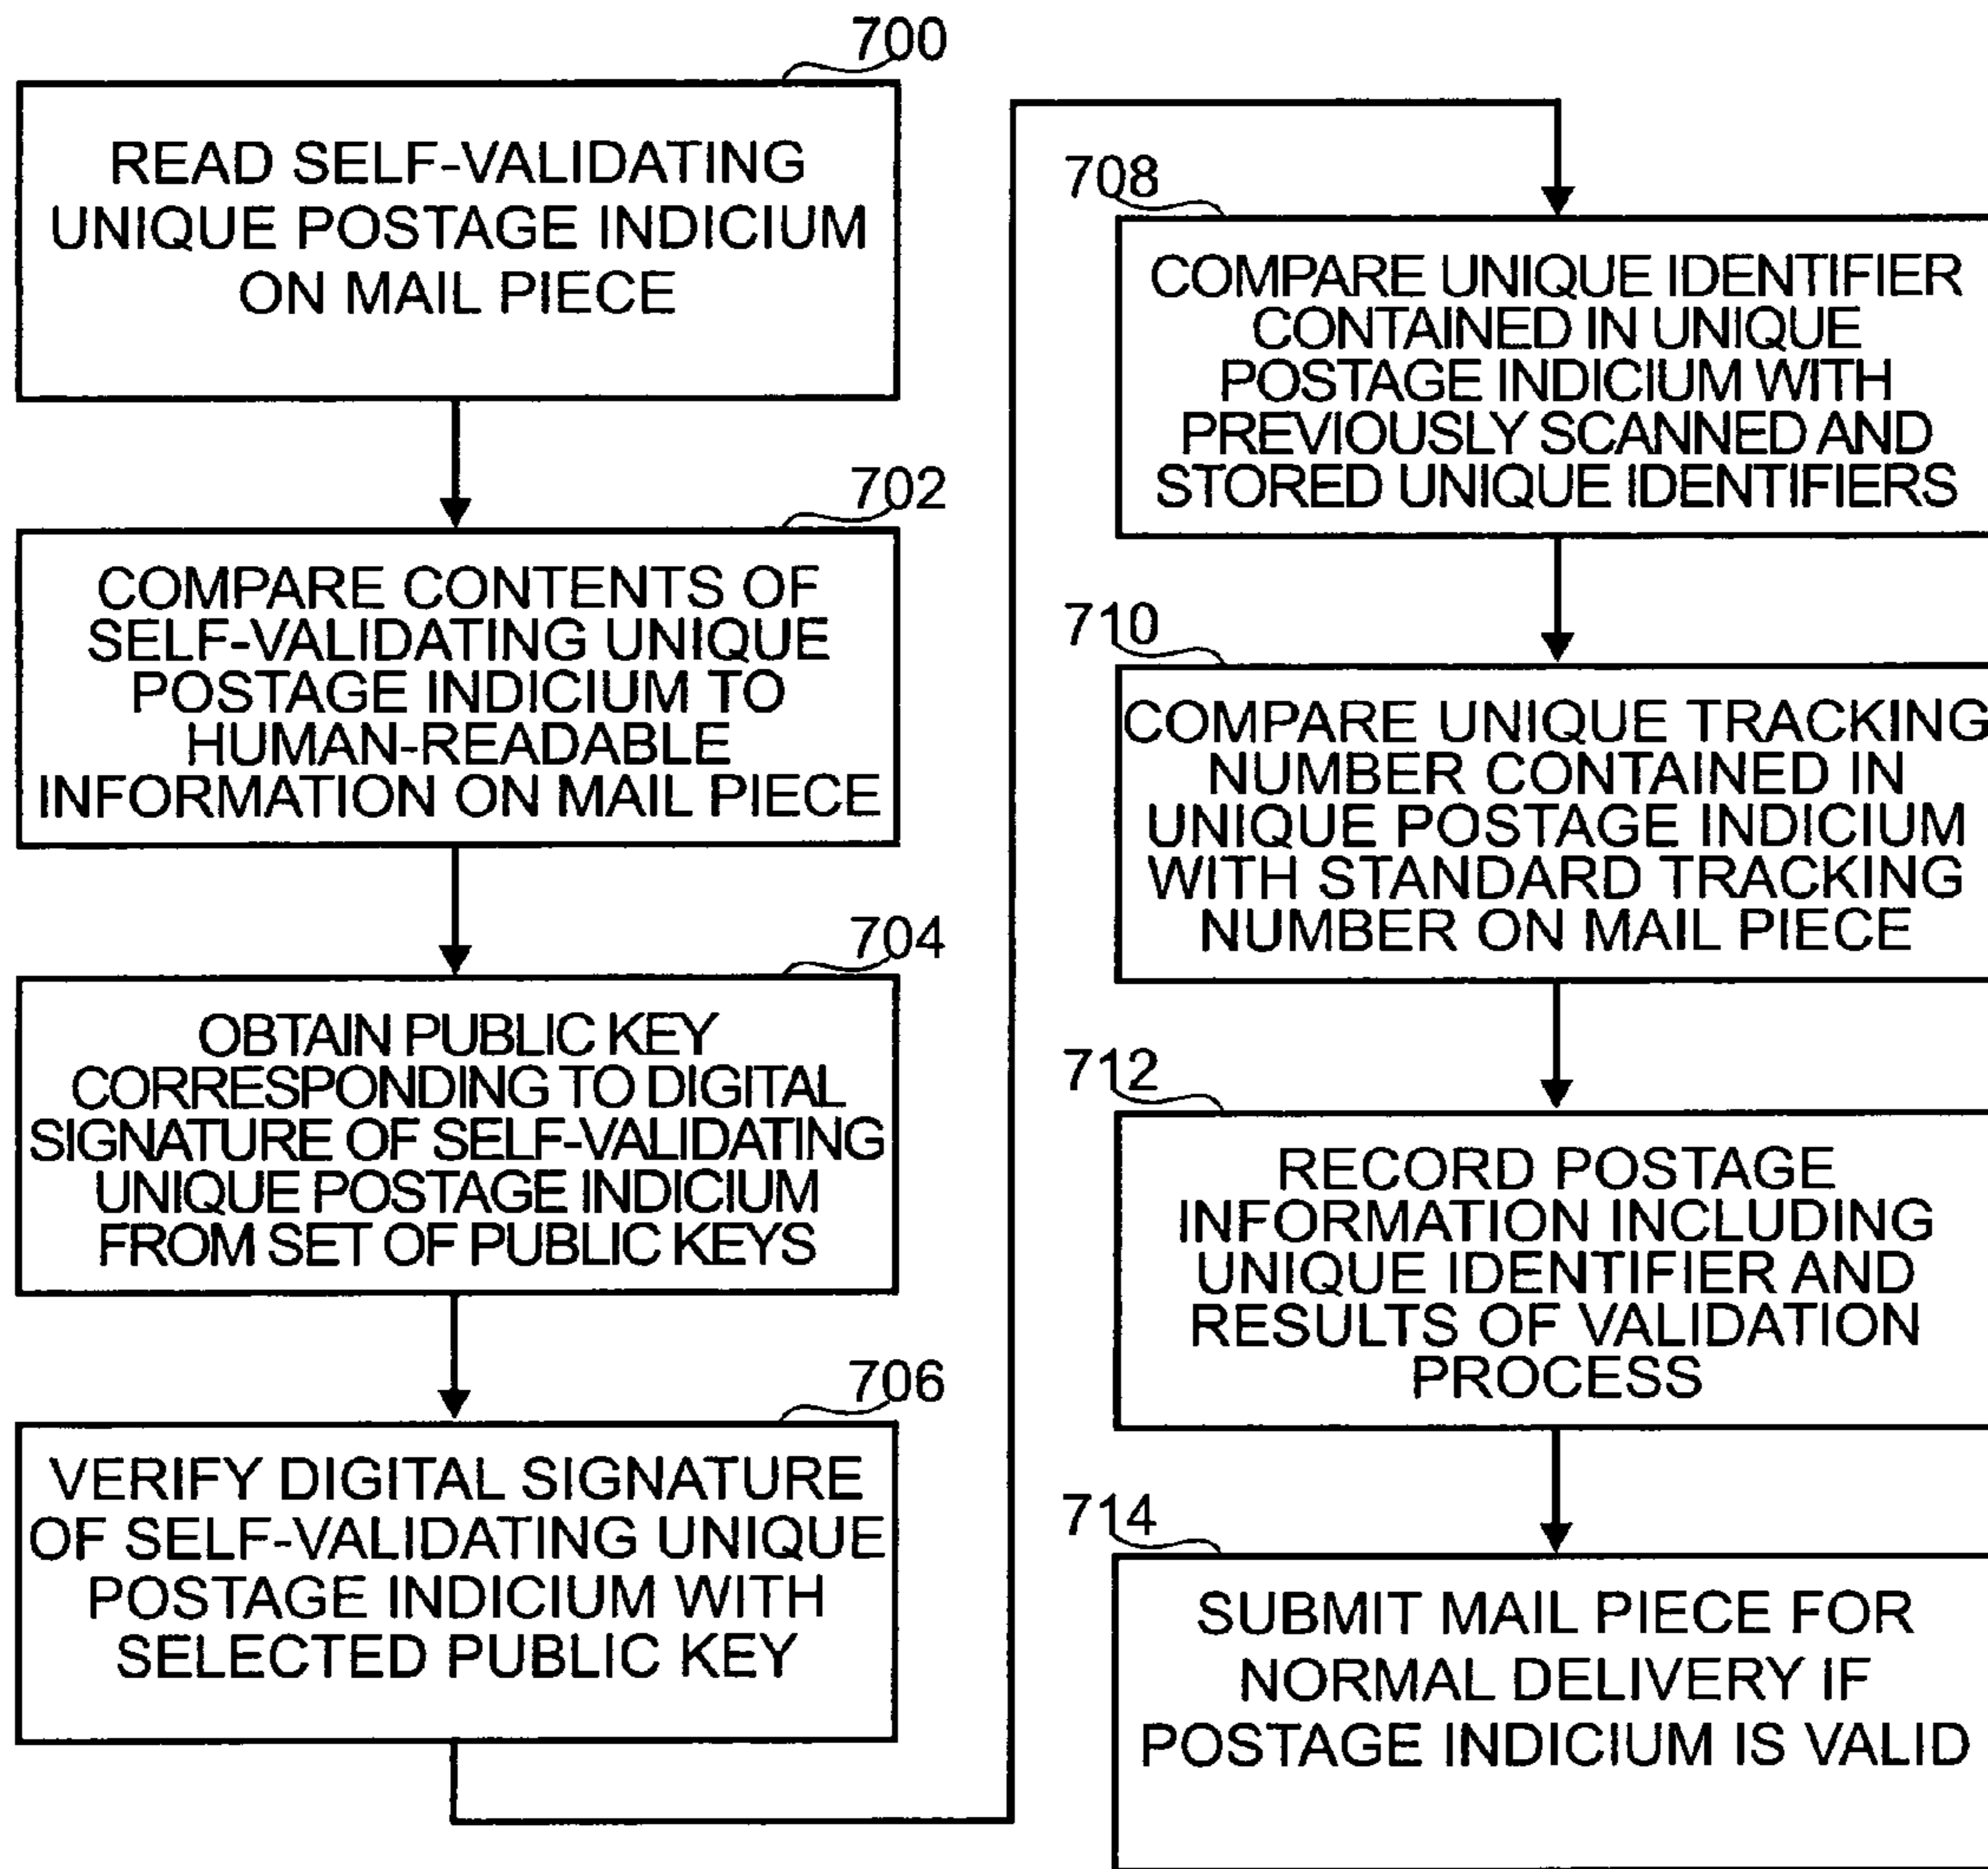 700
READ SELF-VALIDATING
UNIQUE POSTAGE INDICIUM
ON MAIL PIECE
702
COMPARE CONTENTS OF
SELF-VALIDATING UNIQUE
POSTAGE INDICIUM TO
HUMAN-READABLE
INFORMATION ON MAIL PIECE
704
OBTAIN PUBLIC KEY
CORRESPONDING TO DIGITAL
SIGNATURE OF SELF-VALIDATING
UNIQUE POSTAGE INDICIUM
FROM SET OF PUBLIC KEYS
706
VERIFY DIGITAL SIGNATURE
OF SELF-VALIDATING UNIQUE
POSTAGE INDICIUM WITH
SELECTED PUBLIC KEY
708
COMPARE UNIQUE IDENTIFIER
CONTAINED IN UNIQUE
POSTAGE INDICIUM WITH
PREVIOUSLY SCANNED AND
STORED UNIQUE IDENTIFIERS
710
COMPARE UNIQUE TRACKING
NUMBER CONTAINED IN
UNIQUE POSTAGE INDICIUM
WITH STANDARD TRACKING
NUMBER ON MAIL PIECE
712
RECORD POSTAGE
INFORMATION INCLUDING
UNIQUE IDENTIFIER AND
RESULTS OF VALIDATION
PROCESS
714
SUBMIT MAIL PIECE FOR
NORMAL DELIVERY IF
POSTAGE INDICIUM IS VALID